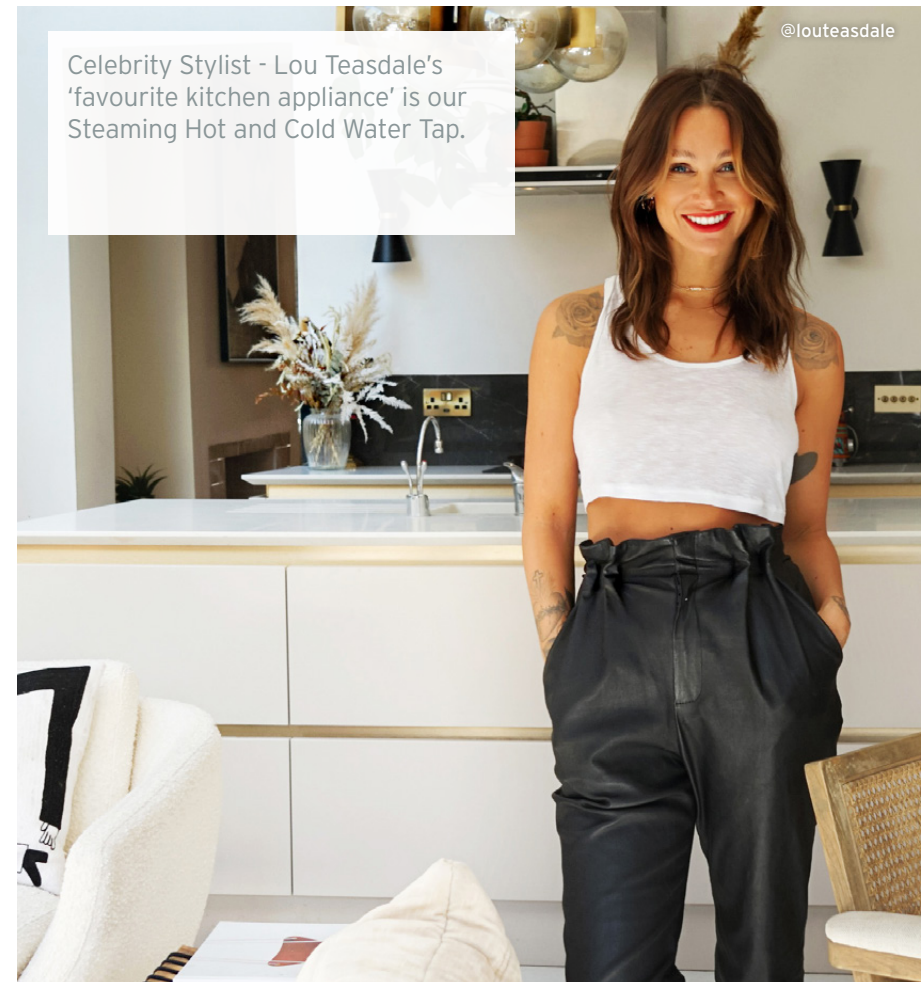 @louteasdale
Celebrity Stylist - Lou Teasdale’s
‘favourite kitchen appliance’ is our
Steaming Hot and Cold Water Tap.